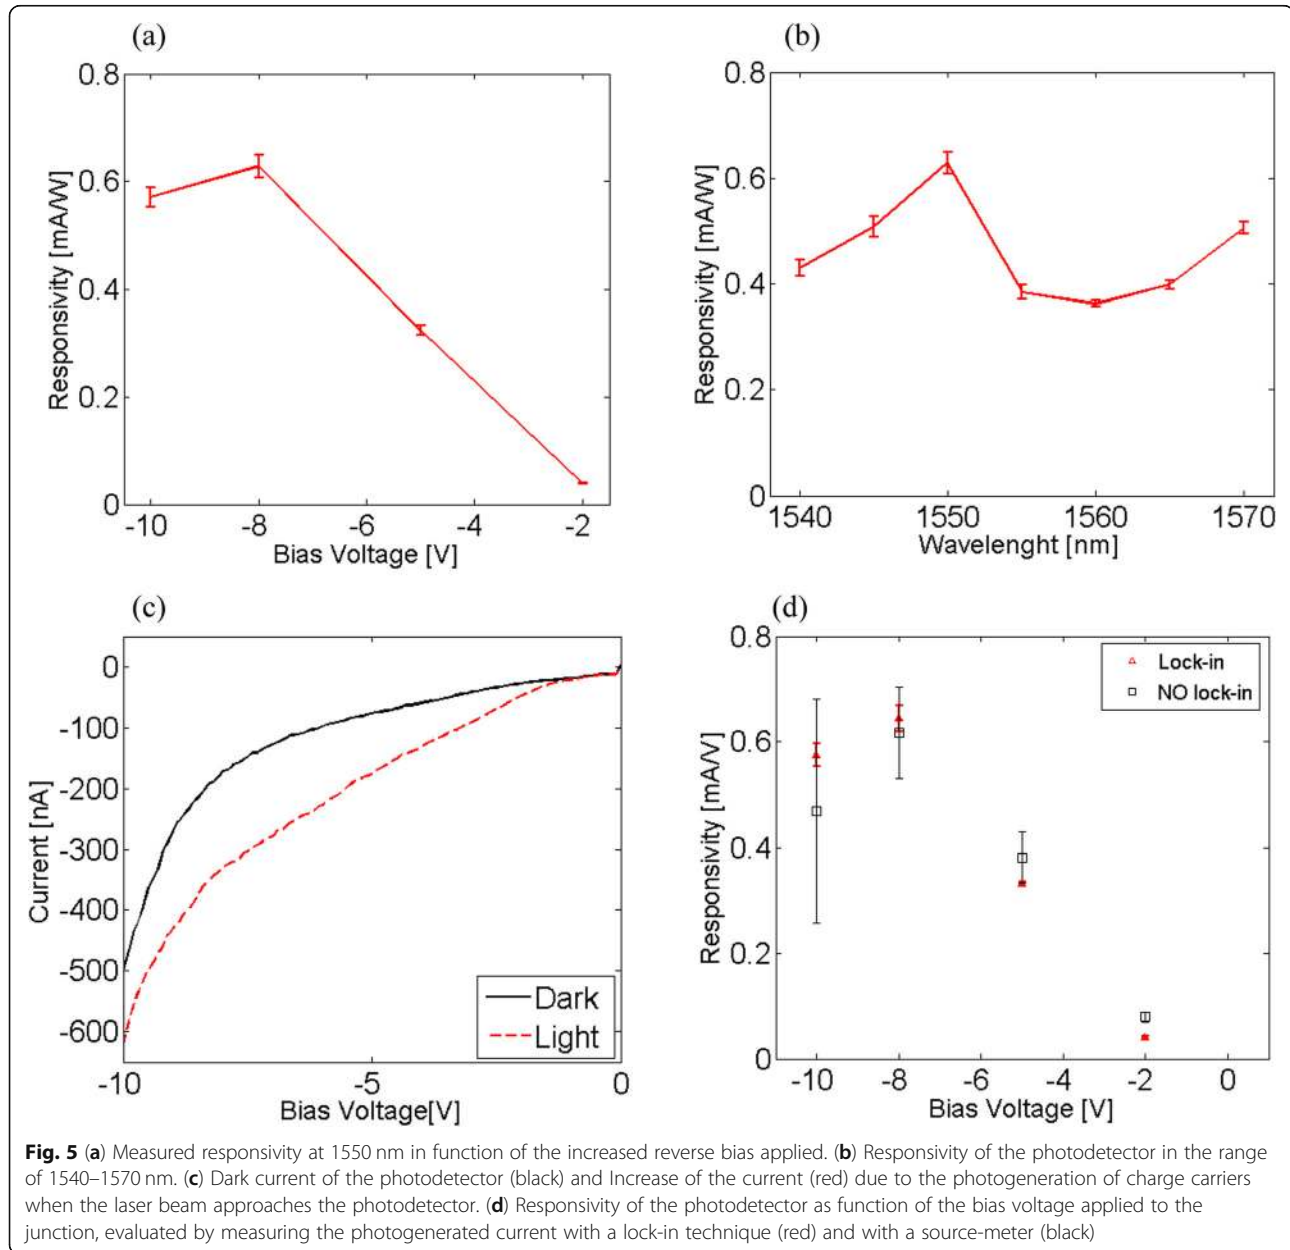 (a)
0.8
0.6
0.4
0.2
0
Responsivity [mA/W]
-10 -8 -6 -4 -2
Bias Voltage [V]
(b)
0.8
0.6
0.4
0.2
0
Responsivity [mA/W]
1540 1550 1560 1570
Wavelenght [nm]
(c)
0
-100
-200
-300
-400
-500
-600
Current [nA]
Dark
Light
-10 -5 0
Bias Voltage[V]
(d)
0.8
0.6
0.4
0.2
0
Responsivity [mA/V]
Lock-in
NO lock-in
-10 -8 -6 -4 -2 0
Bias Voltage [V]
Fig. 5 (a) Measured responsivity at 1550 nm in function of the increased reverse bias applied. (b) Responsivity of the photodetector in the range
of 1540–1570 nm. (c) Dark current of the photodetector (black) and Increase of the current (red) due to the photogeneration of charge carriers
when the laser beam approaches the photodetector. (d) Responsivity of the photodetector as function of the bias voltage applied to the
junction, evaluated by measuring the photogenerated current with a lock-in technique (red) and with a source-meter (black)